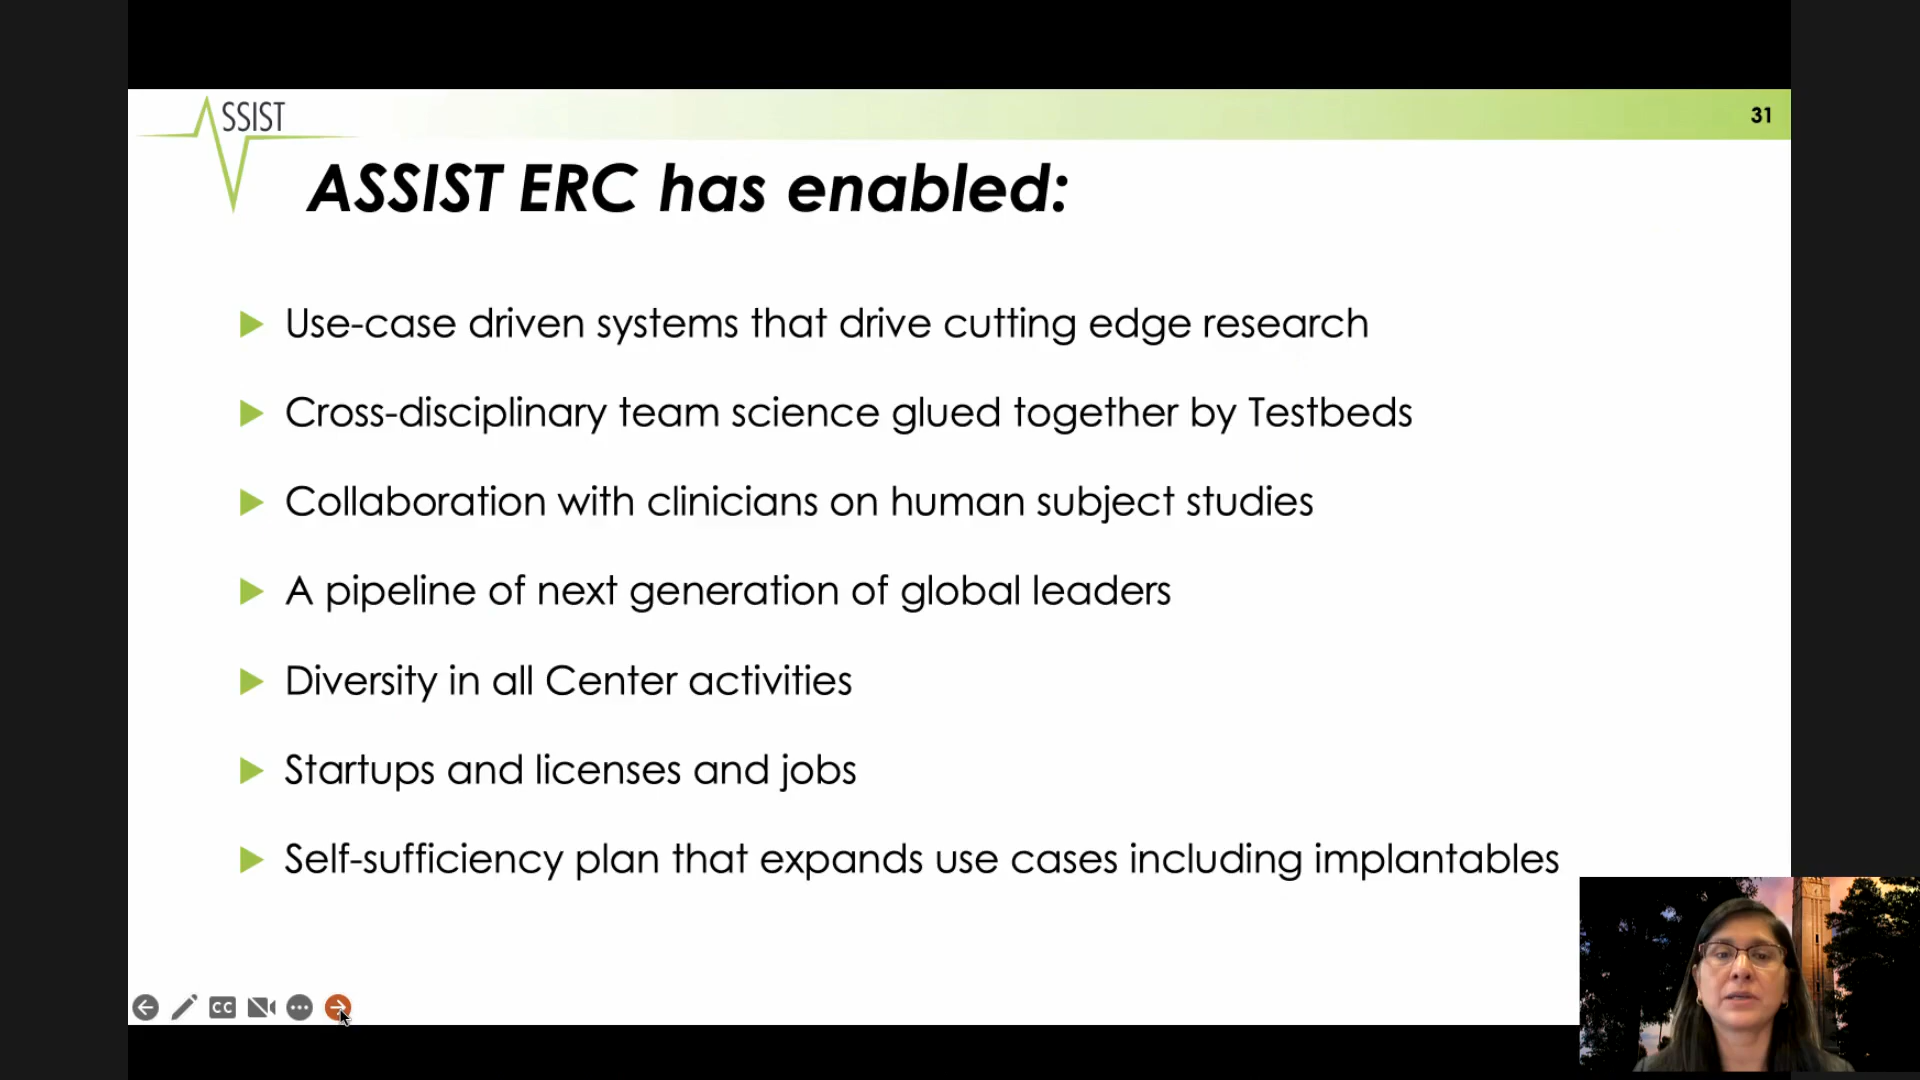 SSIST
31
ASSIST ERC has enabled:
Use-case driven systems that drive cutting edge research
Cross-disciplinary team science glued together by Testbeds
Collaboration with clinicians on human subject studies
A pipeline of next generation of global leaders
Diversity in all Center activities
Startups and licenses and jobs
Self-sufficiency plan that expands use cases including implantables
CC